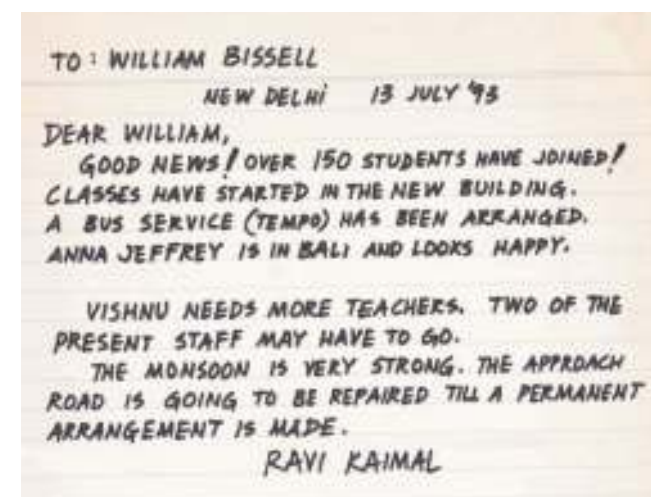 TO: WILLIAM BISSELL
NEW DELHI 13 JULY '93
DEAR WILLIAM,
GOOD NEWS! OVER 150 STUDENTS HAVE JOINED!
CLASSES HAVE STARTED IN THE NEW BUILDING.
A BUS SERVICE (TEMPO) HAS BEEN ARRANGED.
ANNA JEFFREY IS IN BALI AND LOOKS HAPPY.
VISHNU NEEDS MORE TEACHERS. TWO OF THE
PRESENT STAFF MAY HAVE TO GO.
THE MONSOON IS VERY STRONG. THE APPROACH
ROAD IS GOING TO BE REPAIRED TILL A PERMANENT
ARRANGEMENT IS MADE.
RAVI KAIMAL